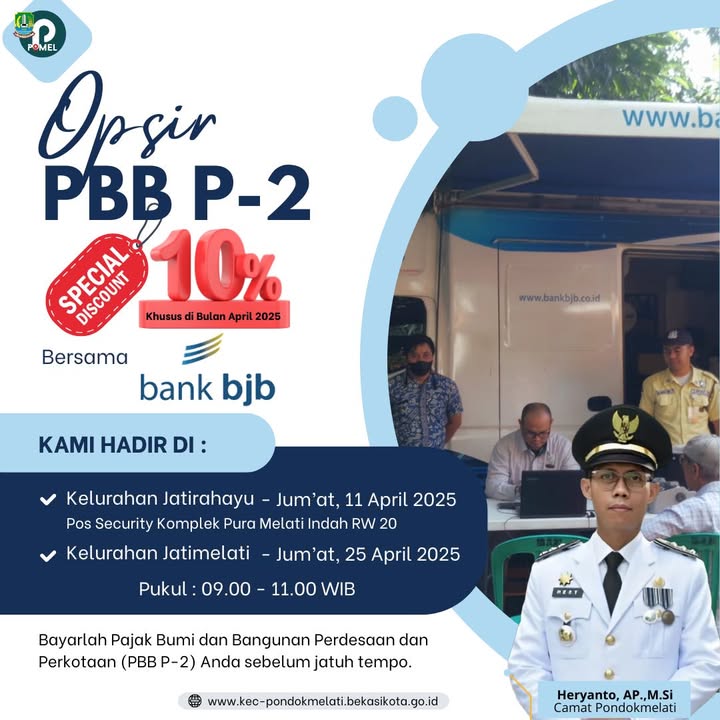 POMEL
Opsir
PBB P-2
SPECIAL
DISCOUNT
10%
Khusus di Bulan April 2025
Bersama
bank bjb
KAMI HADIR DI :
Kelurahan Jatirahayu - Jum'at, 11 April 2025
Pos Security Komplek Pura Melati Indah RW 20
Kelurahan Jatimelati - Jum'at, 25 April 2025
Pukul : 09.00 - 11.00 WIB
Bayarlah Pajak Bumi dan Bangunan Perdesaan dan
Perkotaan (PBB P-2) Anda sebelum jatuh tempo.
www.kec-pondokmelati.bekasikota.go.id
www.ba
www.bankbjb.co.id
HERY
Heryanto, AP.,M.Si
Camat Pondokmelati